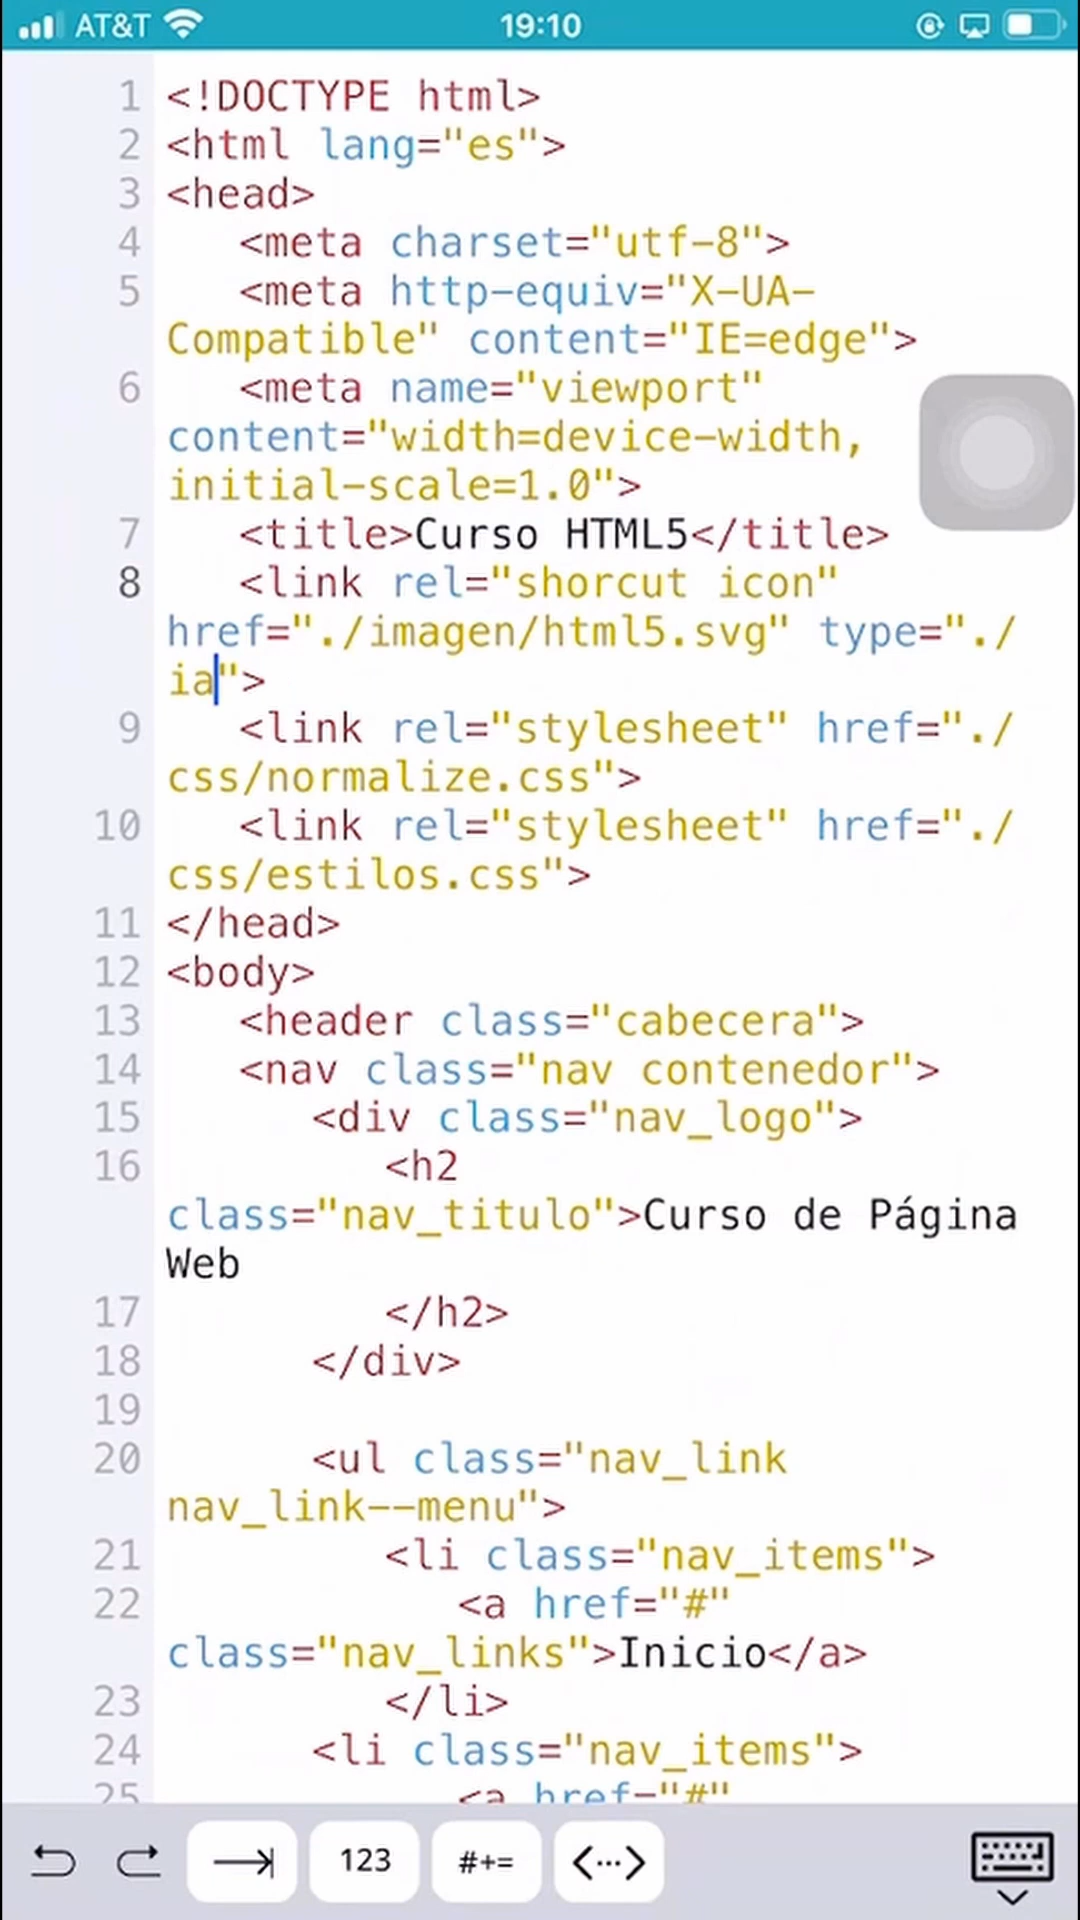 AT&T 19:10
1 <!DOCTYPE html>
2 <html lang="es">
3 <head>
4 <meta charset="utf-8">
5 <meta http-equiv="X-UA-
Compatible" content="IE=edge">
6 <meta name="viewport"
content="width=device-width,
initial-scale=1.0">
7 <title>Curso HTML5</title>
8 <link rel="shorcut icon"
href="./imagen/html5.svg" type="./
ia">
9 <link rel="stylesheet" href="./
css/normalize.css">
10 <link rel="stylesheet" href="./
css/estilos.css">
11 </head>
12 <body>
13 <header class="cabecera">
14 <nav class="nav contenedor">
15 <div class="nav_logo">
16 <h2
class="nav_titulo">Curso de Página
Web
17 </h2>
18 </div>
19
20 <ul class="nav_link
nav_link--menu">
21 <li class="nav_items">
22 <a href="#"
class="nav_links">Inicio</a>
23 </li>
24 <li class="nav_items">
25 <a href="#"
123 #+= <...>